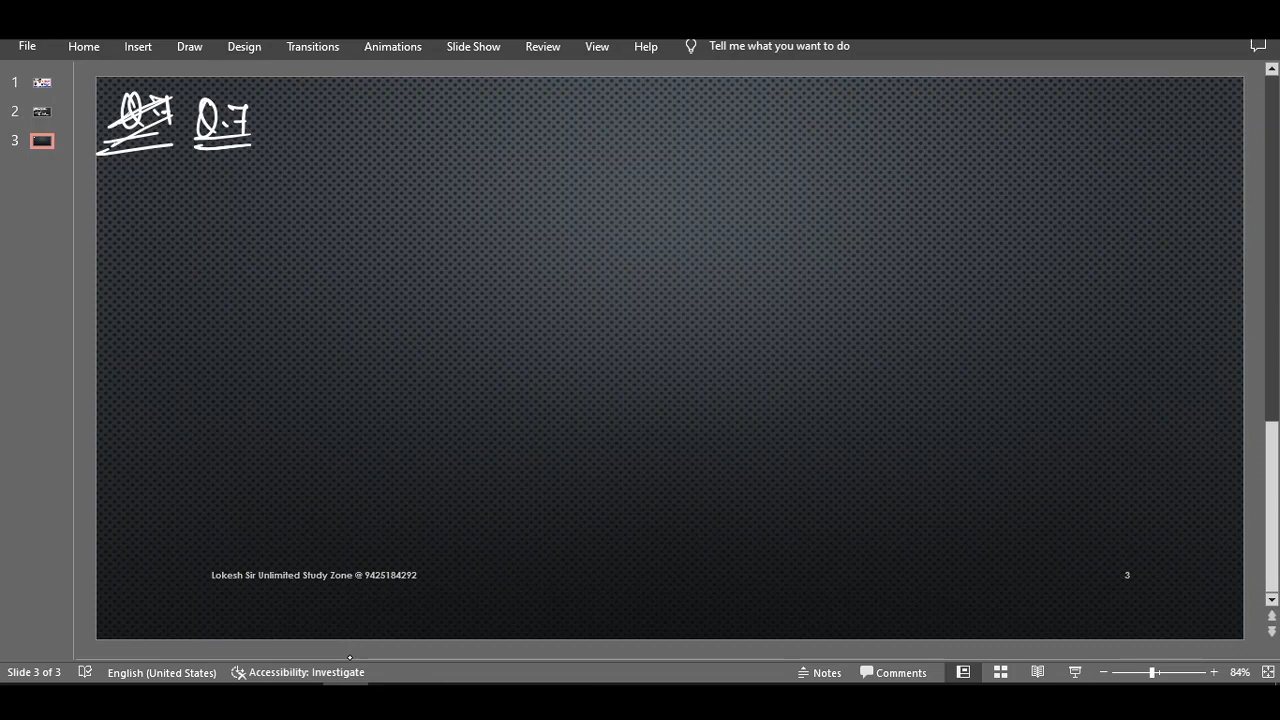 File Home Insert Draw Design Transitions Animations Slide Show Review View Help Tell me what you want to do
1
2
3
Q.7 Q.7
Lokesh Sir Unlimited Study Zone @ 9425184292 3
Slide 3 of 3 English (United States) Accessibility: Investigate Notes Comments 84%